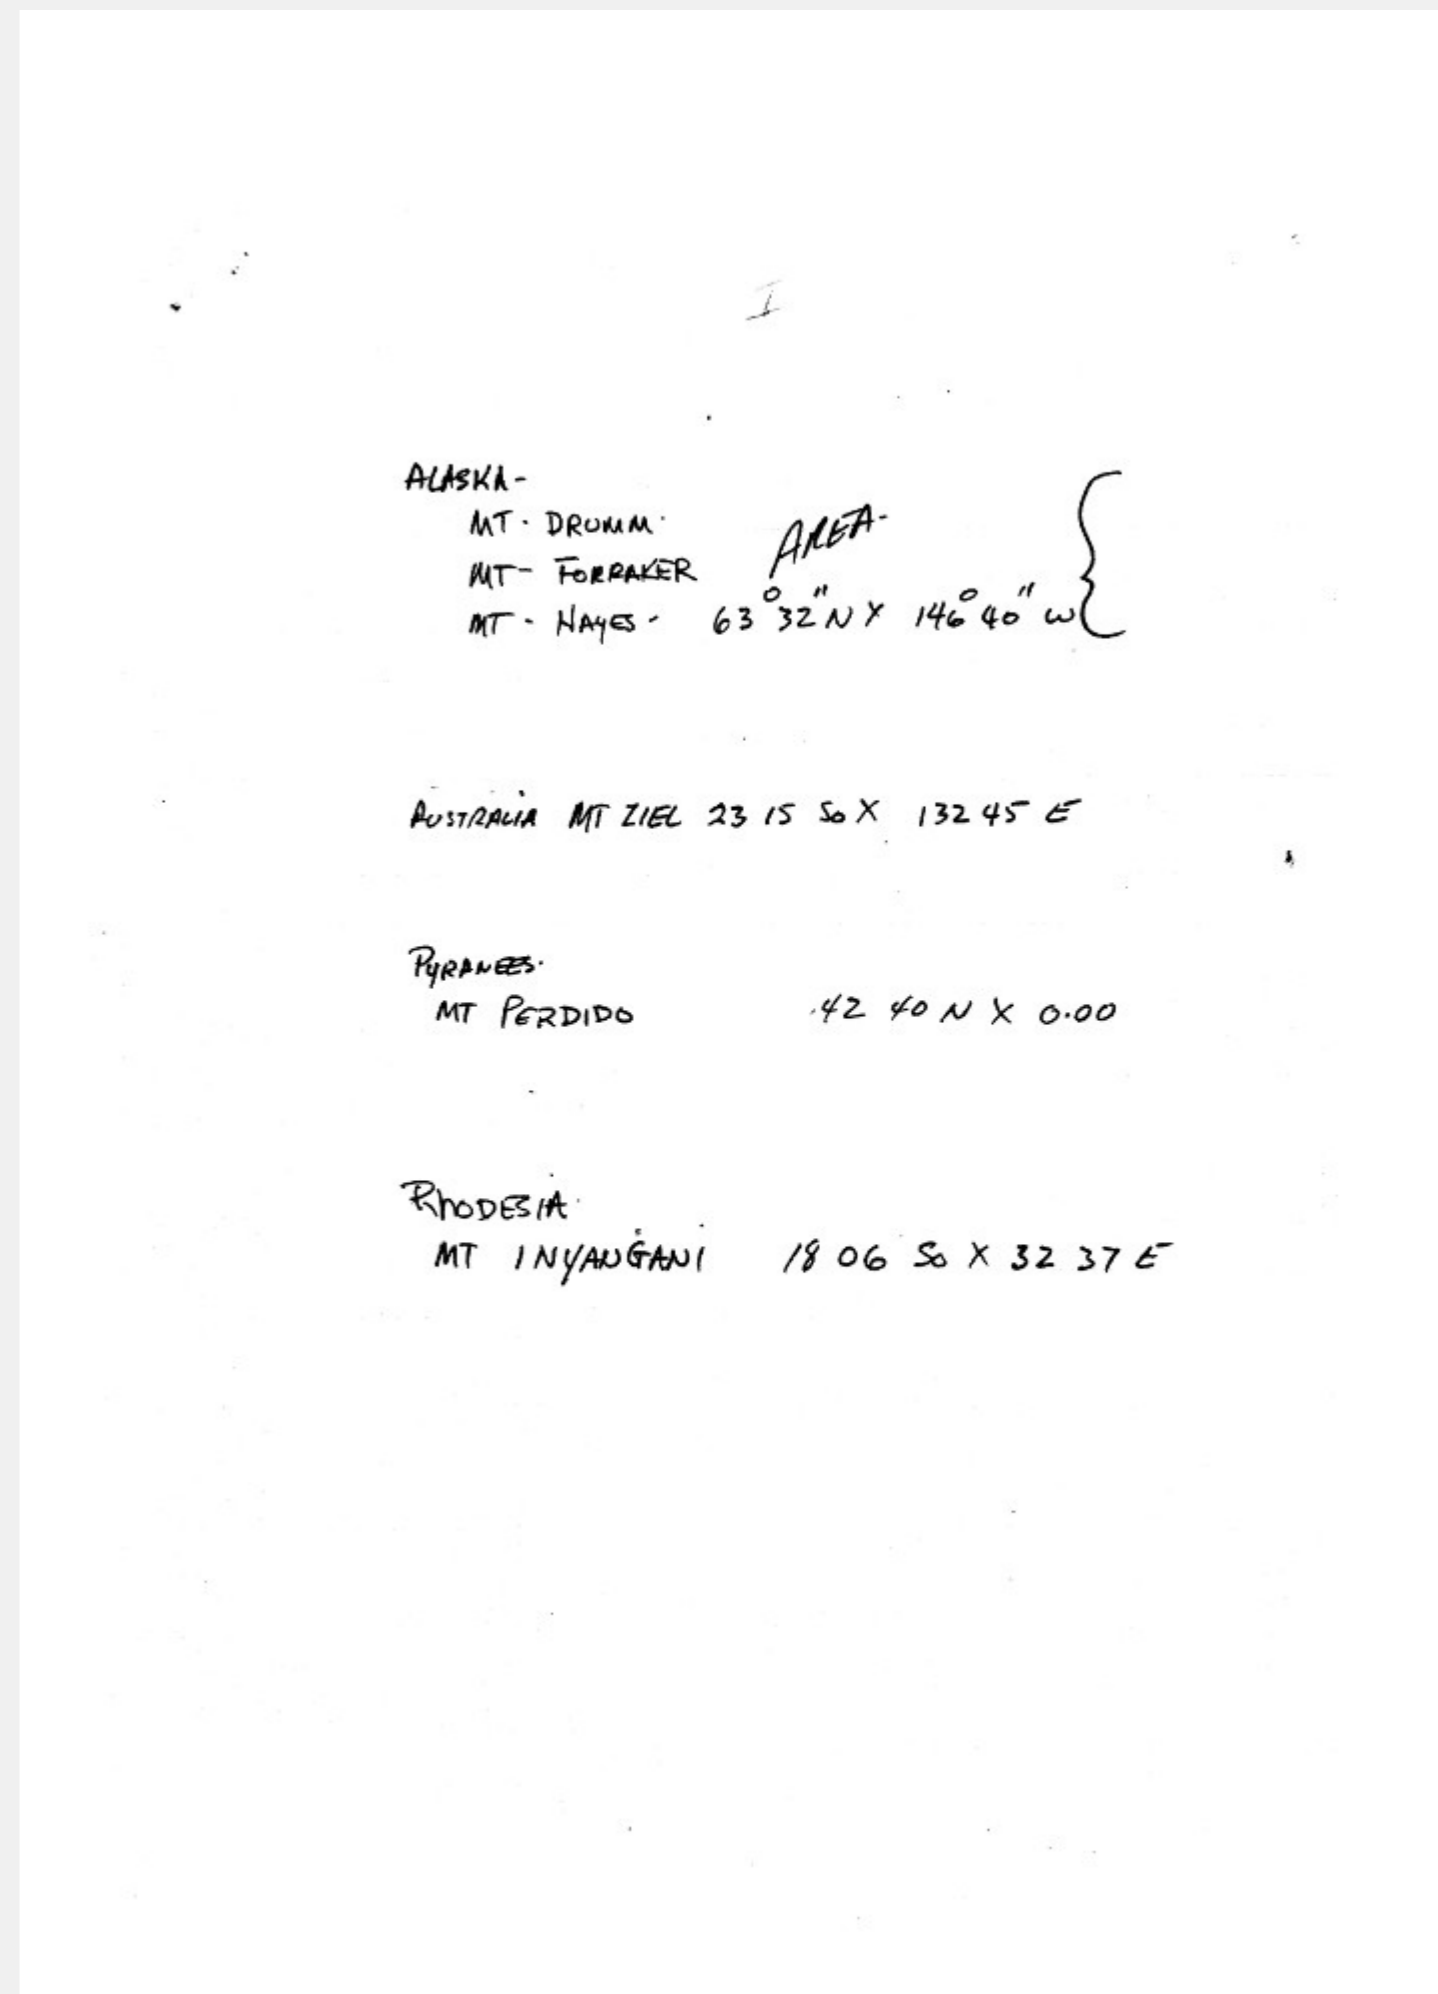 I
ALASKA-
MT. DRUMM.
AREA-
MT- FORRAKER
MT- HAYES- 63° 32" N X 146° 40" W
AUSTRALIA MT ZIEL 23 15 So X 132 45 E
PYRANEES.
MT PERDIDO 42 40 N X 0.00
RHODESIA
MT INYANGANI 18 06 So X 32 37 E